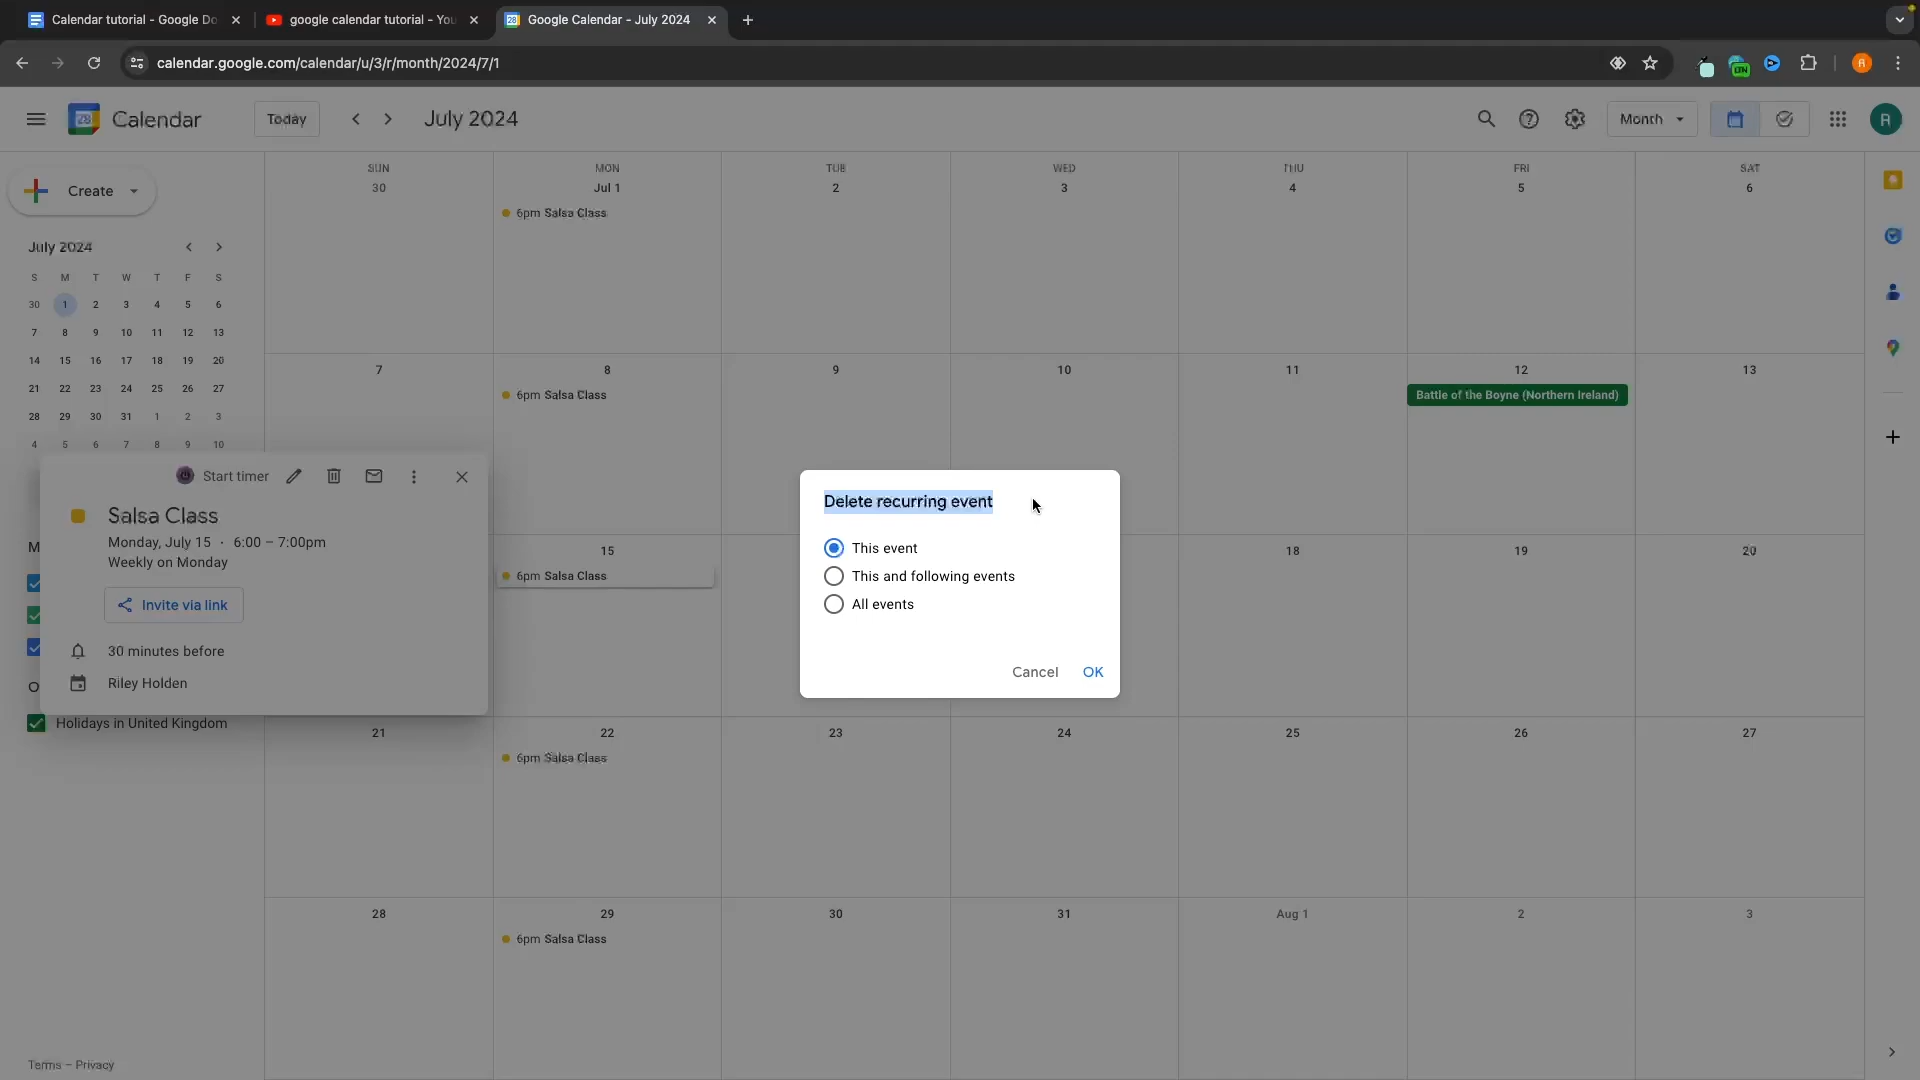 Calendar tutorial - Google Do
google calendar tutorial - You
Google Calendar - July 2024
calendar.google.com/calendar/u/3/r/month/2024/7/1
R
28 Calendar
Today
July 2024
Month
R
Create
SUN MON TUE WED THU FRI SAT
30 Jul 1 2 3 4 5 6
6pm Salsa Class
July 2024
S M T W T F S
30 1 2 3 4 5 6
7 8 9 10 11 12 13
14 15 16 17 18 19 20
21 22 23 24 25 26 27
28 29 30 31 1 2 3
4 5 6 7 8 9 10
7 8 9 10 11 12 13
6pm Salsa Class
Battle of the Boyne (Northern Ireland)
Start timer
Salsa Class
Monday, July 15 · 6:00 – 7:00pm
Weekly on Monday
Invite via link
30 minutes before
Riley Holden
M
O
Holidays in United Kingdom
Delete recurring event
This event
This and following events
All events
Cancel OK
15 18 19 20
6pm Salsa Class
21 22 23 24 25 26 27
6pm Salsa Class
28 29 30 31 Aug 1 2 3
6pm Salsa Class
Terms – Privacy